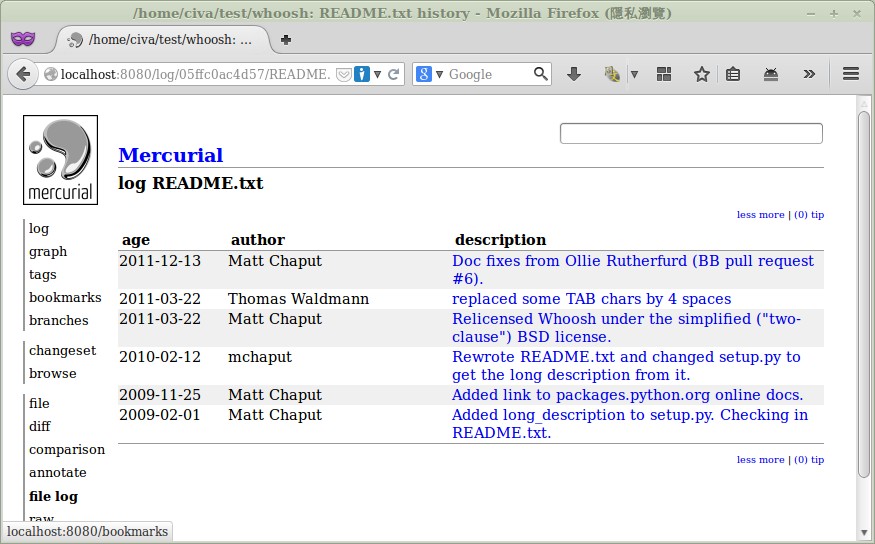 /home/civa/test/whoosh: README.txt history - Mozilla Firefox (隱私瀏覽)
/home/civa/test/whoosh: ...
localhost:8080/log/05ffc0ac4d57/README.
Google
mercurial
Mercurial
log README.txt
less more | (0) tip
log
graph
tags
bookmarks
branches
changeset
browse
file
diff
comparison
annotate
file log
raw
age author description
2011-12-13 Matt Chaput Doc fixes from Ollie Rutherfurd (BB pull request
#6).
2011-03-22 Thomas Waldmann replaced some TAB chars by 4 spaces
2011-03-22 Matt Chaput Relicensed Whoosh under the simplified ("two-
clause") BSD license.
2010-02-12 mchaput Rewrote README.txt and changed setup.py to
get the long description from it.
2009-11-25 Matt Chaput Added link to packages.python.org online docs.
2009-02-01 Matt Chaput Added long_description to setup.py. Checking in
README.txt.
less more | (0) tip
localhost:8080/bookmarks